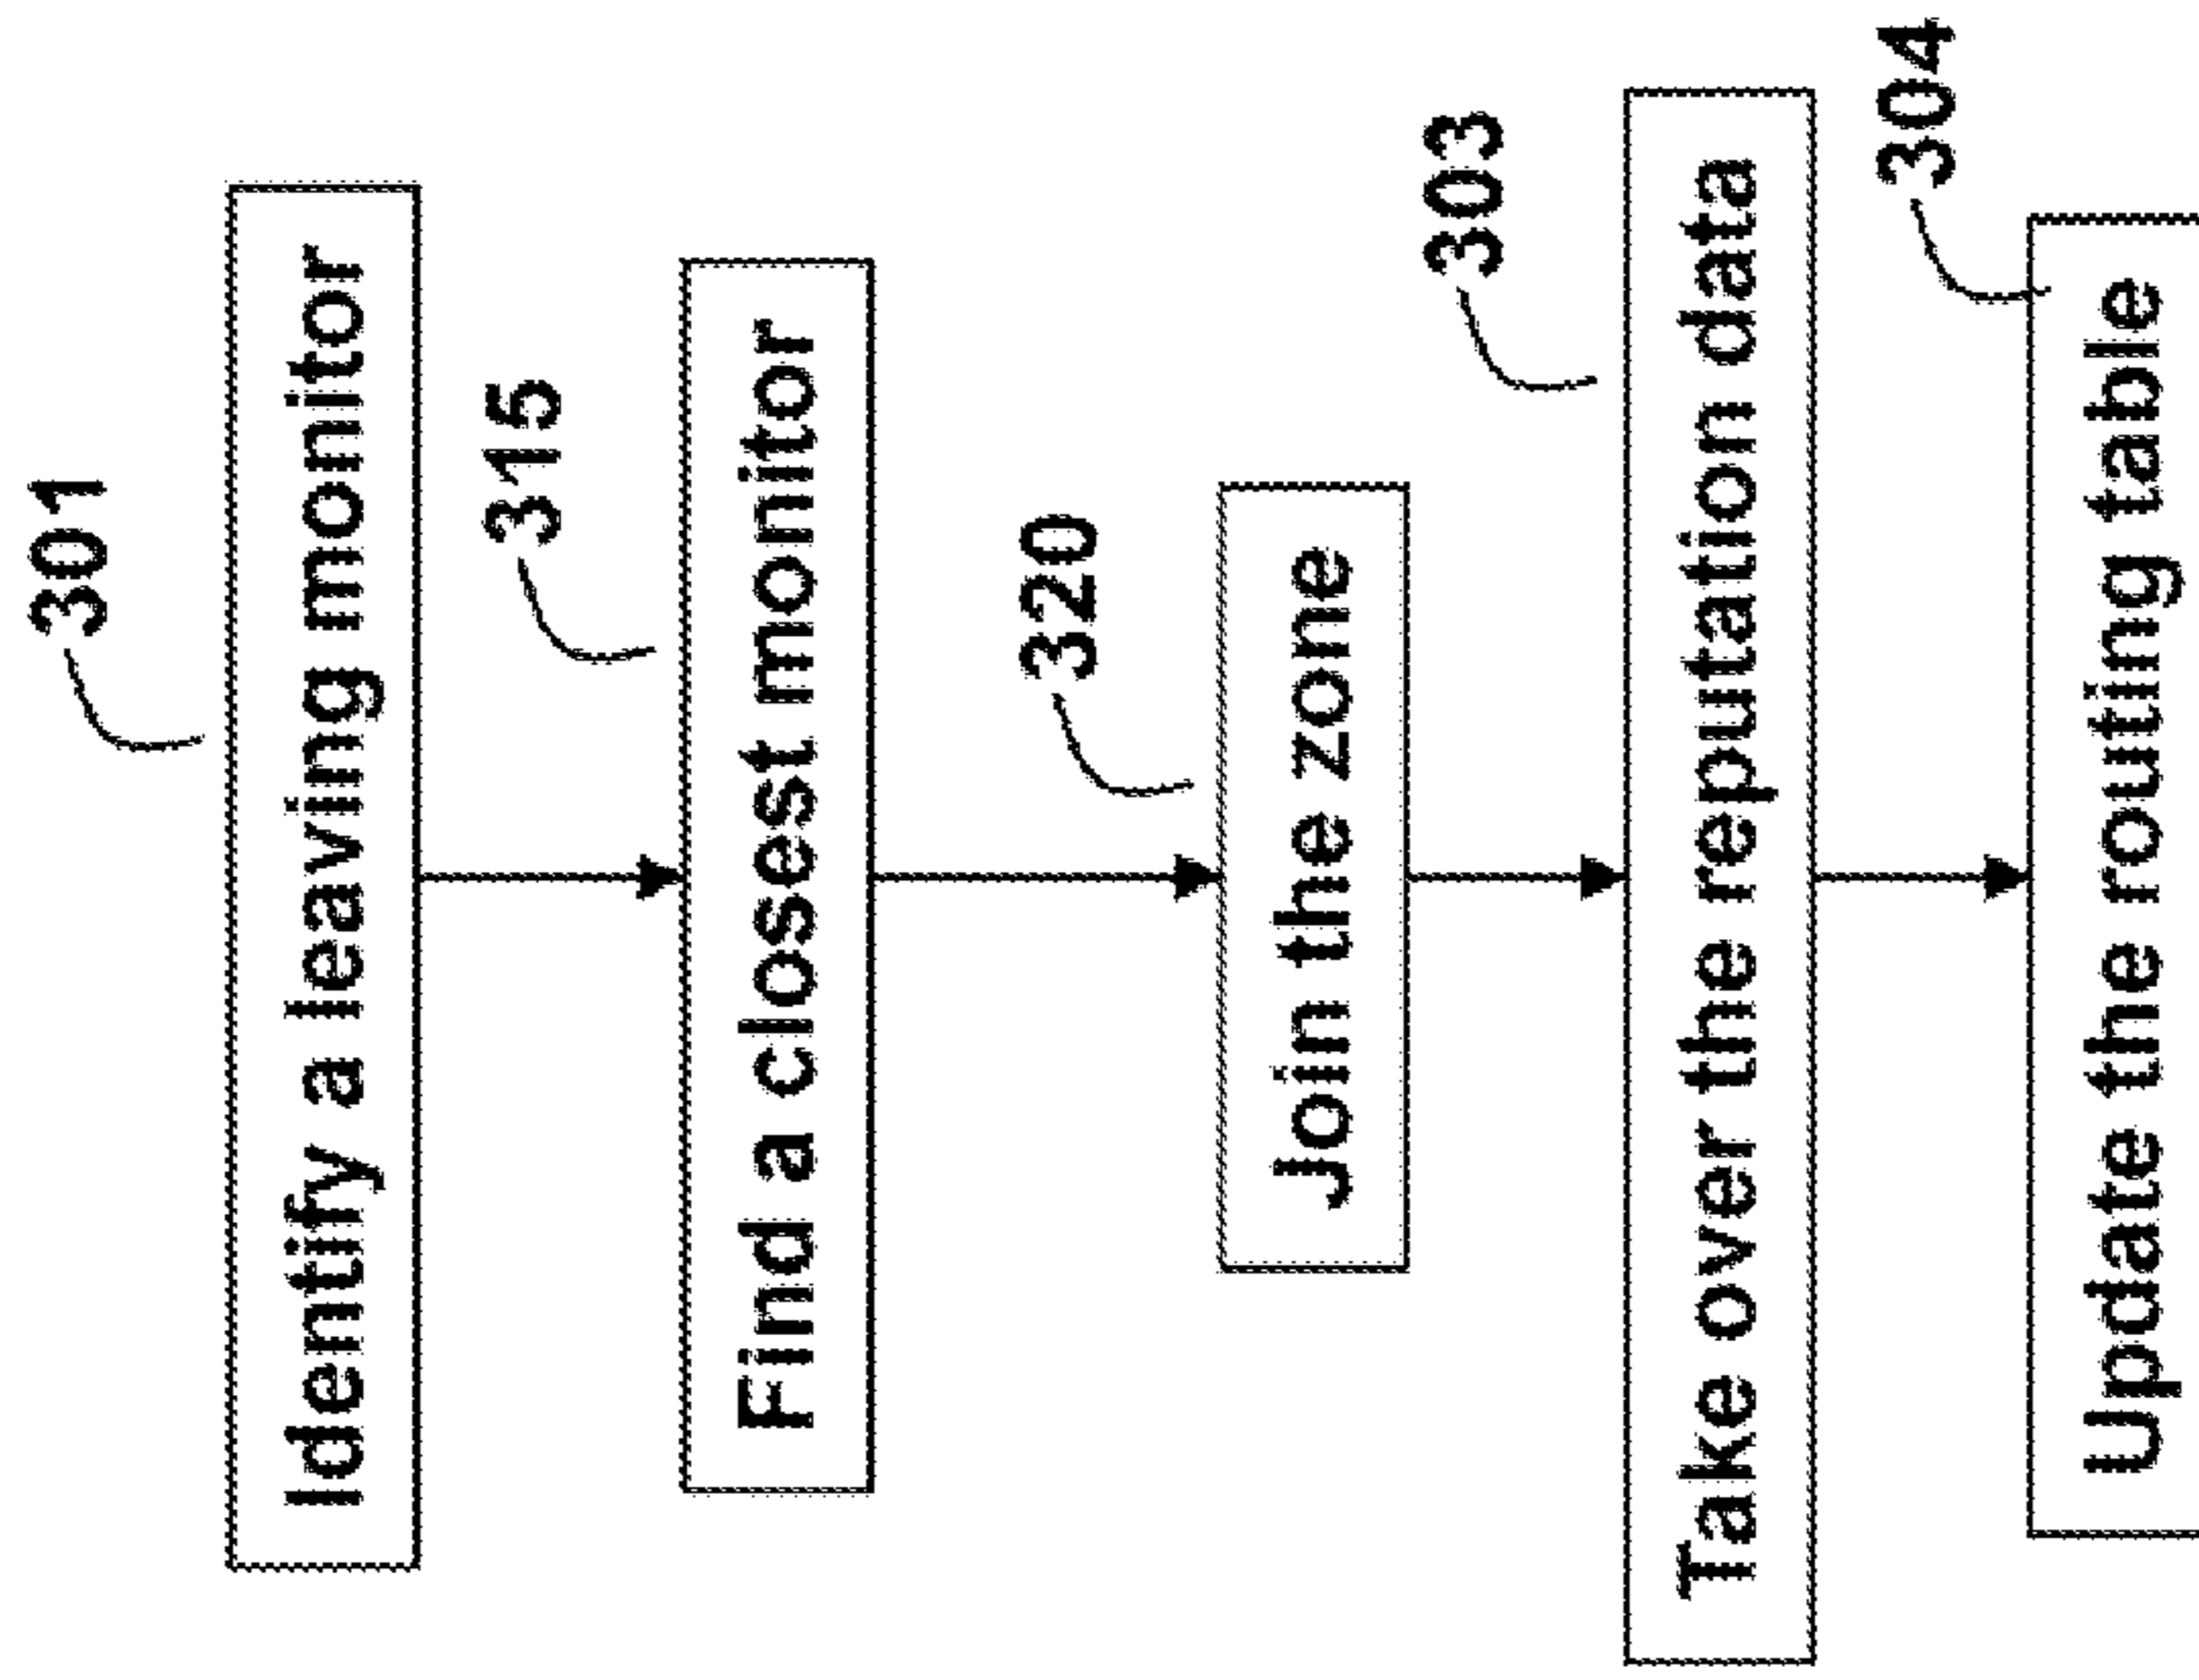 301
Identify a leaving monitor
315
Find a closest monitor
320
Join the zone
303
Take over the reputation data
304
Update the routing table